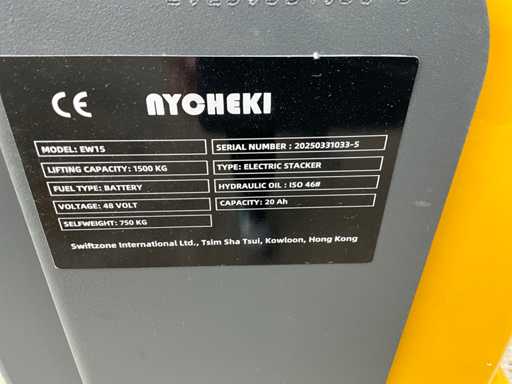 CE NYCHEKI
MODEL: EW15
SERIAL NUMBER : 20250331033-5
LIFTING CAPACITY: 1500 KG
TYPE: ELECTRIC STACKER
FUEL TYPE: BATTERY
HYDRAULIC OIL : ISO 46#
VOLTAGE: 48 VOLT
CAPACITY: 20 Ah
SELFWEIGHT: 750 KG
Swiftzone International Ltd., Tsim Sha Tsui, Kowloon, Hong Kong